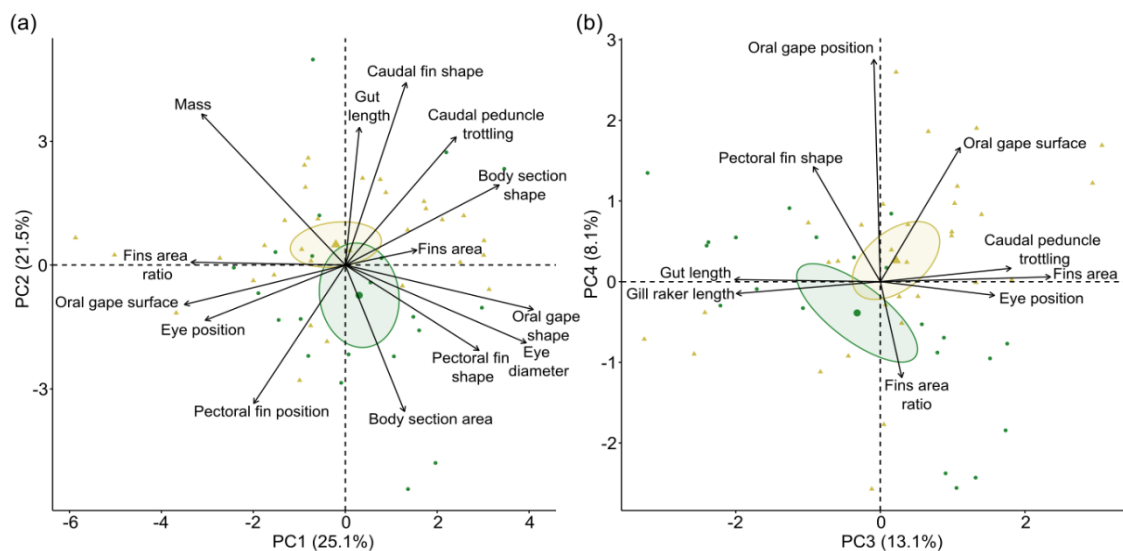 (a)
Caudal fin shape
Mass
Gut
length
Caudal peduncle
trottling
Body section
shape
Fins area
Fins area
ratio
Oral gape surface
Eye position
Oral gape
shape
Pectoral fin
shape
Eye
diameter
Pectoral fin position
Body section area
PC2 (21.5%)
3
0
-3
-6
-4
-2
0
2
4
PC1 (25.1%)
(b)
Oral gape position
Oral gape surface
Pectoral fin shape
Caudal peduncle
trottling
Gut length
Fins area
Gill raker length
Eye position
Fins area
ratio
PC4 (8.1%)
3
2
1
0
-1
-2
-2
0
2
PC3 (13.1%)